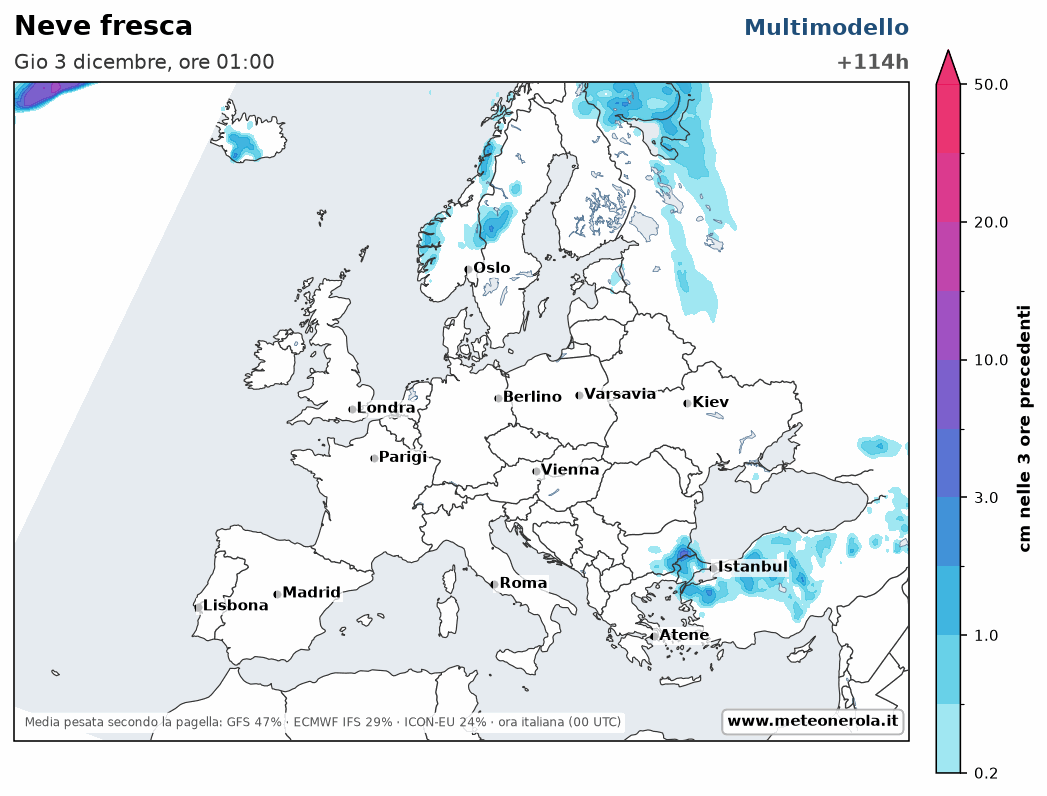 Neve fresca
Multimodello
Gio 3 dicembre, ore 01:00
+114h
50.0
20.0
10.0
3.0
1.0
0.2
cm nelle 3 ore precedenti
Oslo
Berlino
Varsavia
Kiev
Londra
Parigi
Vienna
Istanbul
Roma
Madrid
Lisbona
Atene
Media pesata secondo la pagella: GFS 47% · ECMWF IFS 29% · ICON-EU 24% · ora italiana (00 UTC)
www.meteonerola.it